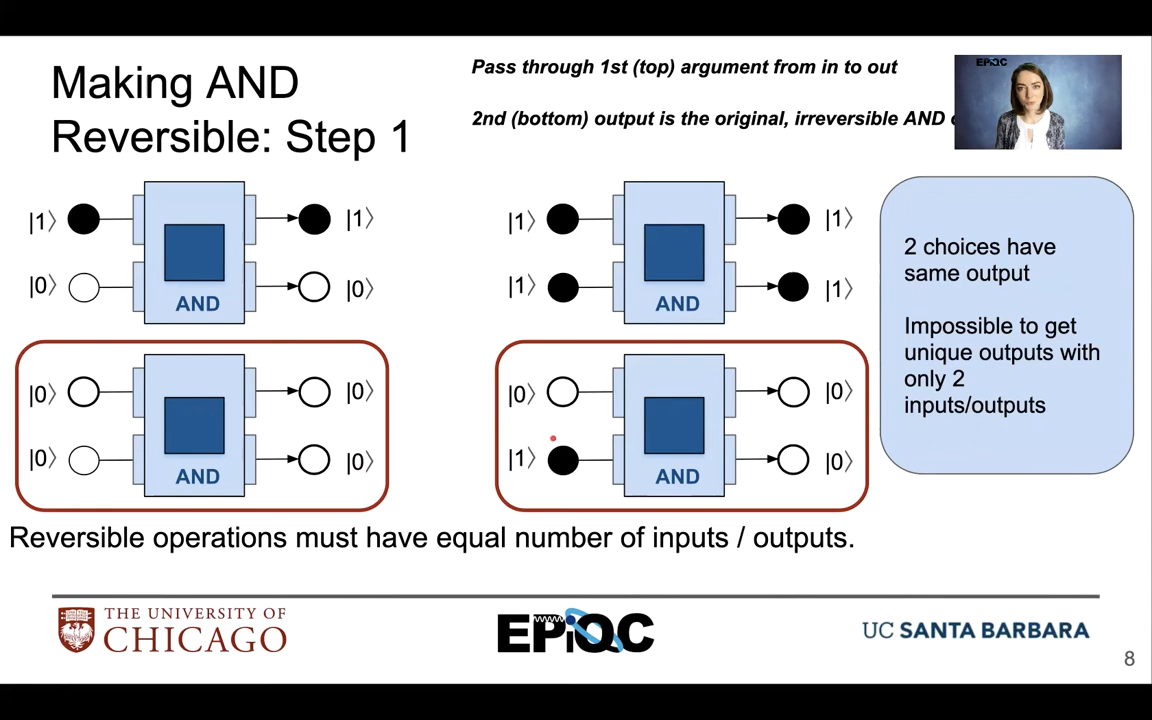 Making AND
Reversible: Step 1
Pass through 1st (top) argument from in to out
2nd (bottom) output is the original, irreversible AND
EPiQC
|1⟩ |1⟩
|0⟩ |0⟩
AND
|1⟩ |1⟩
|1⟩ |1⟩
AND
|0⟩ |0⟩
|0⟩ |0⟩
AND
|0⟩ |0⟩
|1⟩ |0⟩
AND
2 choices have
same output
Impossible to get
unique outputs with
only 2
inputs/outputs
Reversible operations must have equal number of inputs / outputs.
THE UNIVERSITY OF
CHICAGO
EPiQC
UC SANTA BARBARA
8